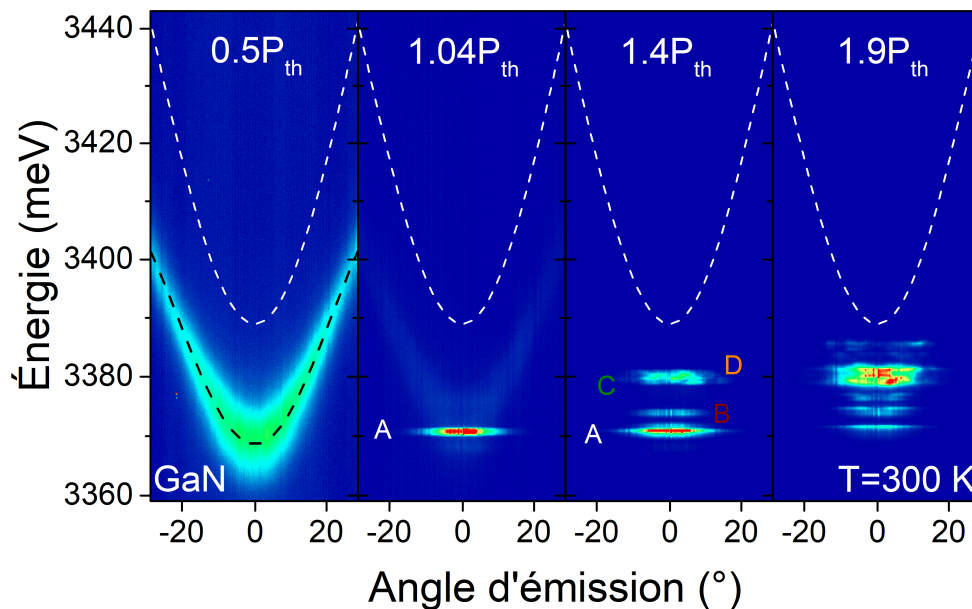 0.5Pth 1.04Pth 1.4Pth 1.9Pth
Énergie (meV)
3440
3420
3400
3380
3360
D
C
B
A A
GaN T=300 K
-20 0 20 -20 0 20 -20 0 20 -20 0 20
Angle d'émission (°)